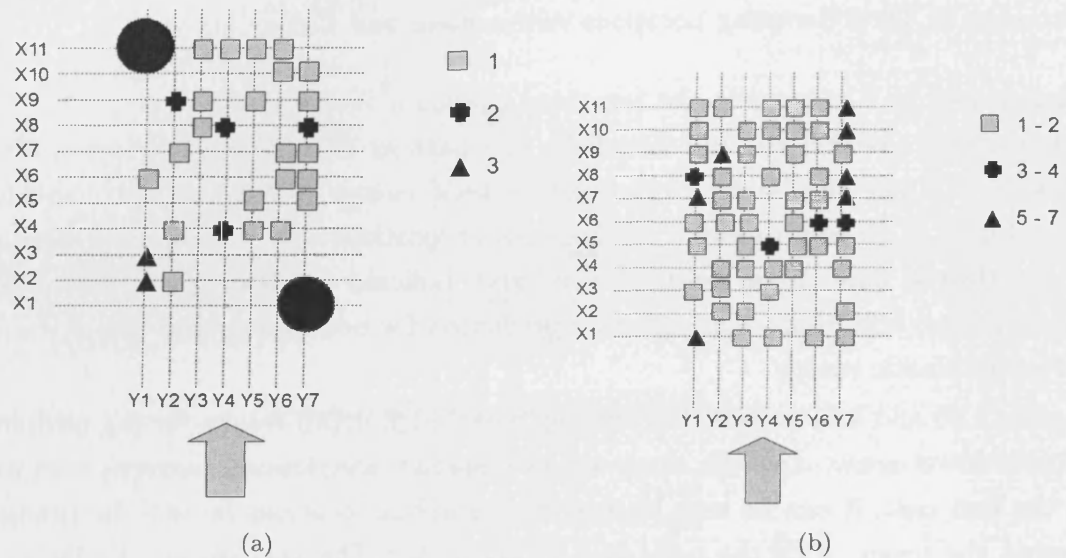 X11
X10
X9
X8
X7
X6
X5
X4
X3
X2
X1
Y1 Y2 Y3 Y4 Y5 Y6 Y7
1
2
3
(a)
X11
X10
X9
X8
X7
X6
X5
X4
X3
X2
X1
Y1 Y2 Y3 Y4 Y5 Y6 Y7
1 - 2
3 - 4
5 - 7
(b)